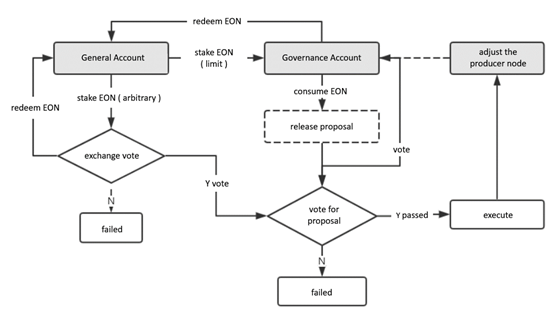 redeem EON
General Account
stake EON
( limit )
Governance Account
adjust the
producer node
redeem EON
stake EON ( arbitrary )
consume EON
release proposal
vote
exchange vote
Y vote
N
failed
vote for
proposal
Y passed
execute
N
failed